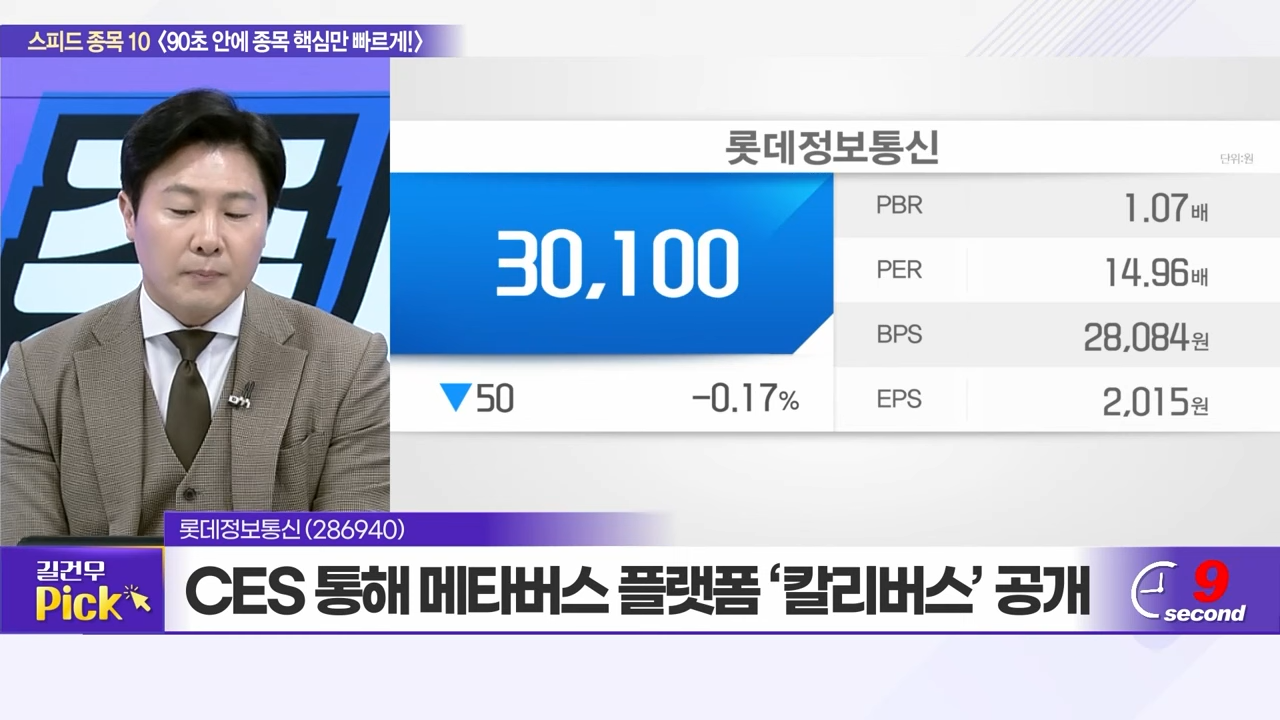 스피드 종목 10 〈90초 안에 종목 핵심만 빠르게!〉
롯데정보통신
단위:원
30,100
▼50 -0.17%
PBR 1.07배
PER 14.96배
BPS 28,084원
EPS 2,015원
롯데정보통신(286940)
길건무
Pick
CES 통해 메타버스 플랫폼 ‘칼리버스’ 공개
9
second